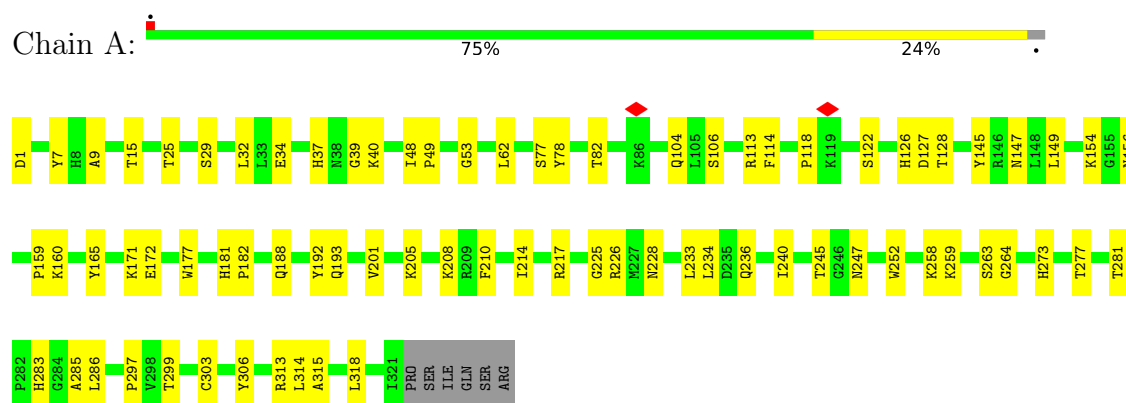 Chain A:
75% 24%
D1 Y7 H8 A9 T15 T25 S29 L32 L33 E34 H37 N38 G39 K40 I48 P49 G53 L62 S77 Y78 T82 K86 Q104 L105 S106 R113 F114 P118 K119 S122 H126 D127 T128 Y145 R146 N147 L148 L149 K154 G155
P159 K160 Y165 K171 E172 W177 H181 P182 Q188 Y192 Q193 V201 K205 K208 R209 F210 I214 R217 G225 R226 N227 N228 L233 L234 D235 Q236 I240 T245 G246 N247 W252 K258 K259 S263 G264 H273 T277 T281
P282 H283 G284 A285 L286 P297 V298 T299 C303 Y306 R313 L314 A315 L318 I321 PRO SER ILE GLN SER ARG